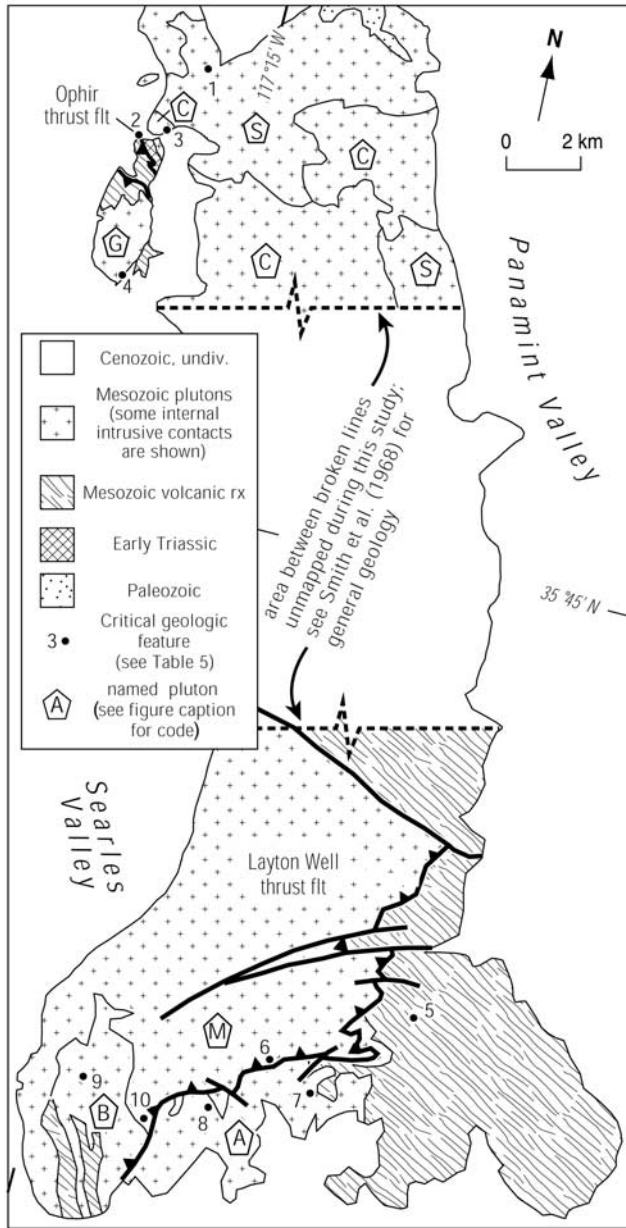 117°15' W
N
0 2 km
1
Ophir
thrust flt
2
3
C
S
C
G
4
C
S
Panamint Valley
Cenozoic, undiv.
Mesozoic plutons
(some internal
intrusive contacts
are shown)
Mesozoic volcanic rx
Early Triassic
Paleozoic
3
Critical geologic
feature
(see Table 5)
A
named pluton
(see figure caption
for code)
area between broken lines
unmapped during this study;
see Smith et al. (1968) for
general geology
35°45' N
Searles
Valley
Layton Well
thrust flt
5
M
6
9
10
B
8
7
A